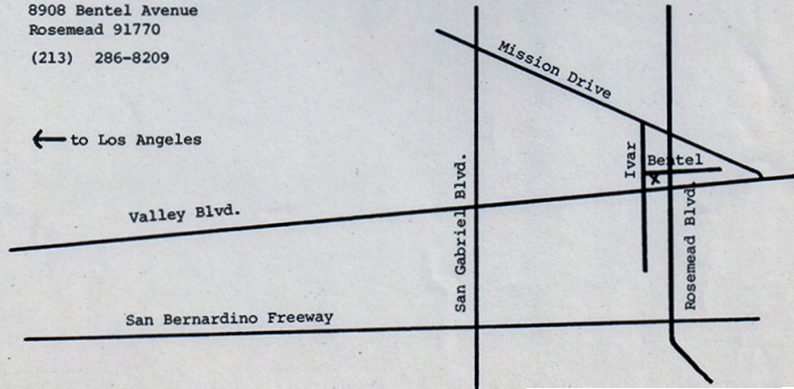 8908 Bentel Avenue
Rosemead 91770
(213) 286-8209
Mission Drive
← to Los Angeles
Ivar
Bentel
x
Valley Blvd.
San Gabriel Blvd.
Rosemead Blvd.
San Bernardino Freeway